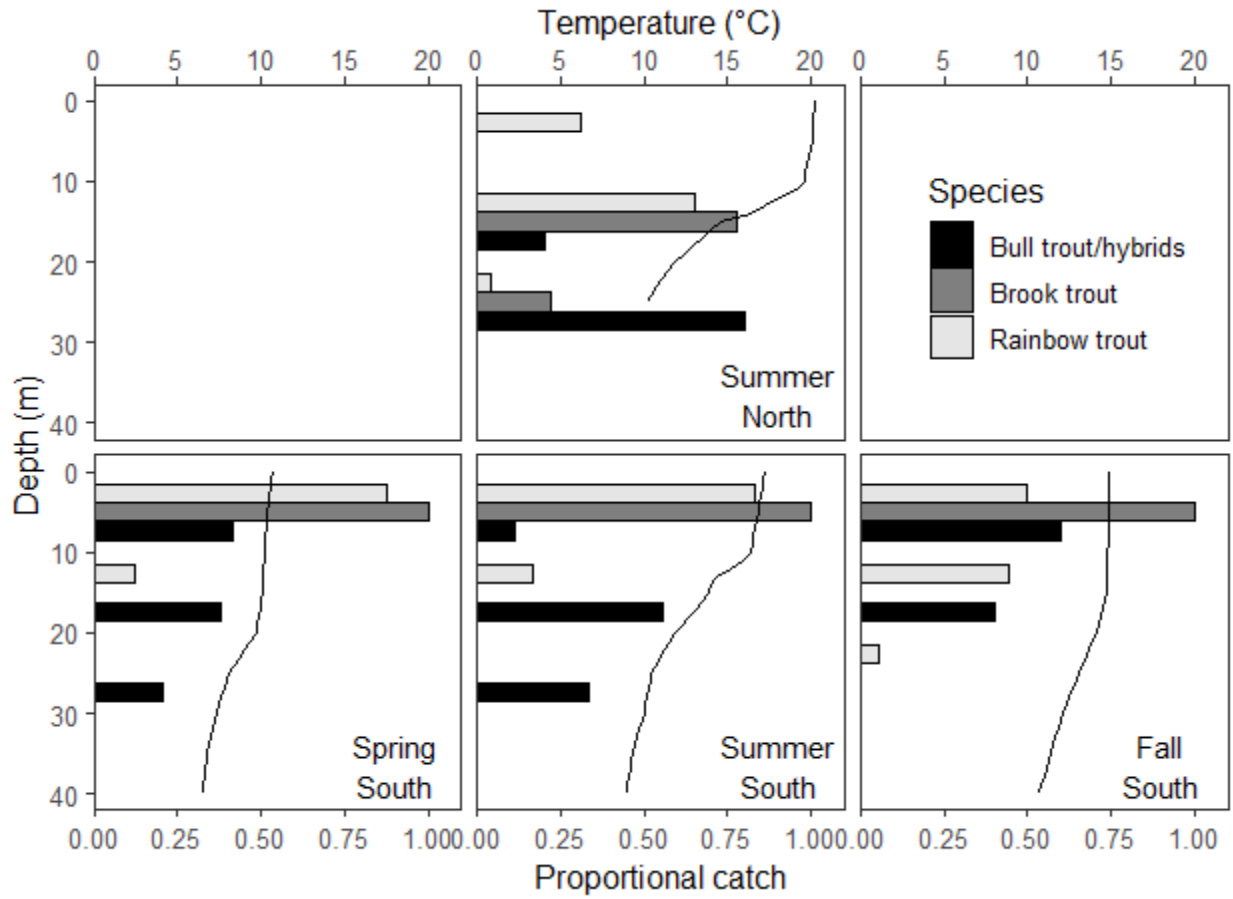 Temperature (°C)
0 5 10 15 20 0 5 10 15 20 0 5 10 15 20
0
10
20
30
40
Summer
North
Species
Bull trout/hybrids
Brook trout
Rainbow trout
Depth (m)
0
10
20
30
40
Spring
South
Summer
South
Fall
South
0.00 0.25 0.50 0.75 1.00 0.00 0.25 0.50 0.75 1.00 0.00 0.25 0.50 0.75 1.00
Proportional catch